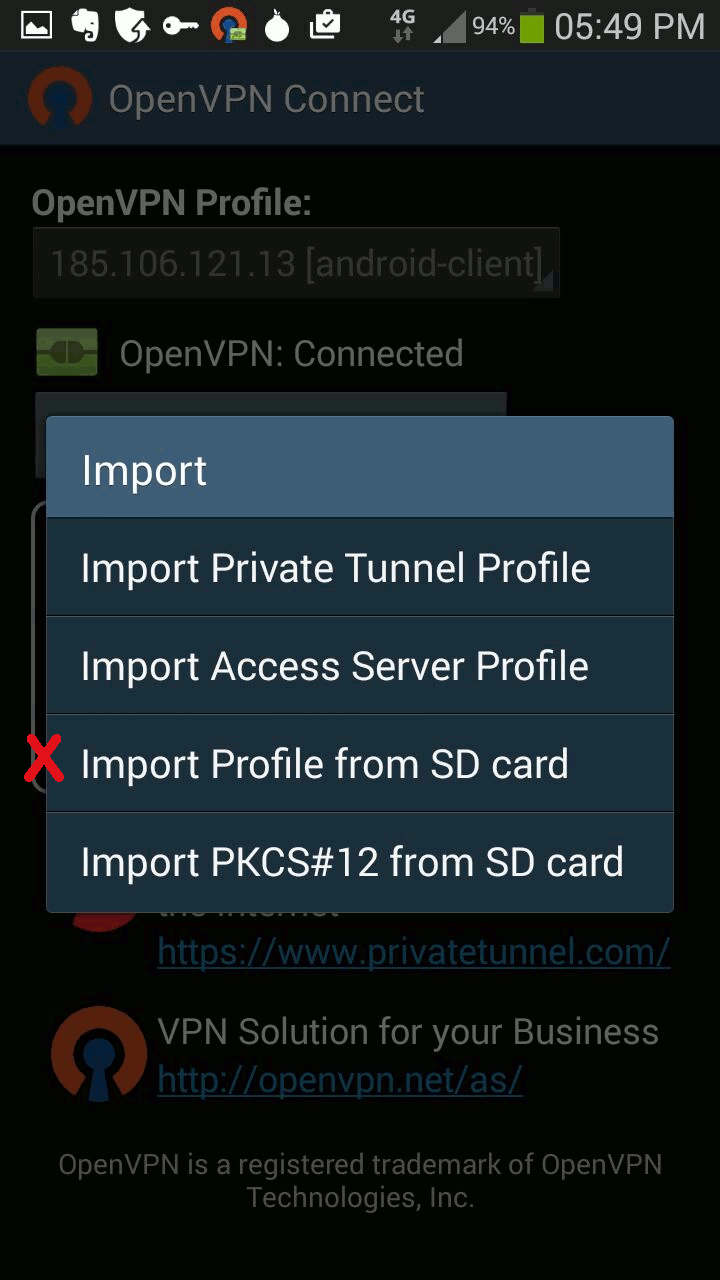 4G 94% 05:49 PM
OpenVPN Connect
OpenVPN Profile:
185.106.121.13 [android-client]
OpenVPN: Connected
Import
Import Private Tunnel Profile
Import Access Server Profile
X Import Profile from SD card
Import PKCS#12 from SD card
the Internet
https://www.privatetunnel.com/
VPN Solution for your Business
http://openvpn.net/as/
OpenVPN is a registered trademark of OpenVPN
Technologies, Inc.